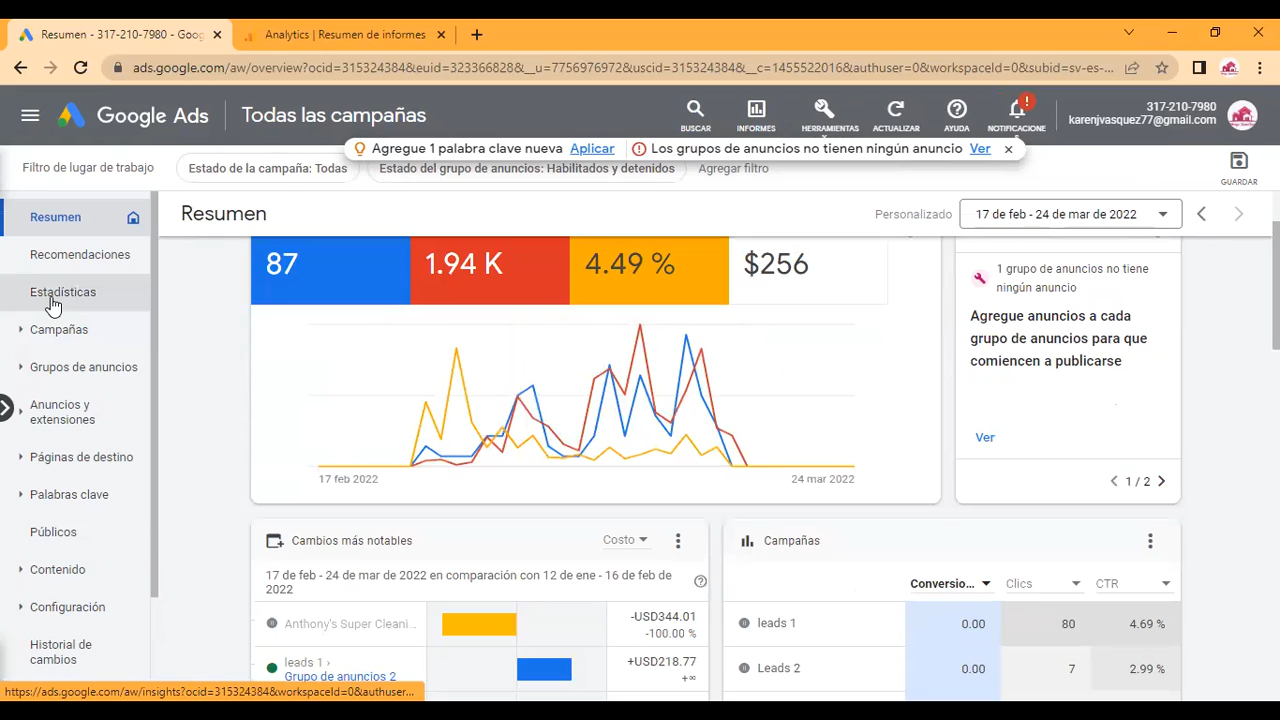 Resumen - 317-210-7980 - Goog
Analytics | Resumen de informes
ads.google.com/aw/overview?ocid=315324384&euid=323366828&__u=7756976972&uscid=315324384&__c=1455522016&authuser=0&workspaceId=0&subid=sv-es-...
Google Ads
Todas las campañas
BUSCAR
INFORMES
HERRAMIENTAS
ACTUALIZAR
AYUDA
NOTIFICACIONE
317-210-7980
karenjvasquez77@gmail.com
Agregue 1 palabra clave nueva Aplicar
Los grupos de anuncios no tienen ningún anuncio Ver
Filtro de lugar de trabajo
Estado de la campaña: Todas
Estado del grupo de anuncios: Habilitados y detenidos
Agregar filtro
GUARDAR
Resumen
Recomendaciones
Estadísticas
Campañas
Grupos de anuncios
Anuncios y
extensiones
Páginas de destino
Palabras clave
Públicos
Contenido
Configuración
Historial de
cambios
Resumen
Personalizado
17 de feb - 24 de mar de 2022
87
1.94 K
4.49 %
$256
17 feb 2022
24 mar 2022
1 grupo de anuncios no tiene
ningún anuncio
Agregue anuncios a cada
grupo de anuncios para que
comiencen a publicarse
Ver
1 / 2
Cambios más notables
Costo
17 de feb - 24 de mar de 2022 en comparación con 12 de ene - 16 de feb de
2022
Anthony's Super Cleani...
-USD344.01
-100.00 %
leads 1 ›
Grupo de anuncios 2
+USD218.77
+∞
Campañas
Conversio...
Clics
CTR
leads 1
0.00
80
4.69 %
Leads 2
0.00
7
2.99 %
https://ads.google.com/aw/insights?ocid=315324384&workspaceId=0&authuser...